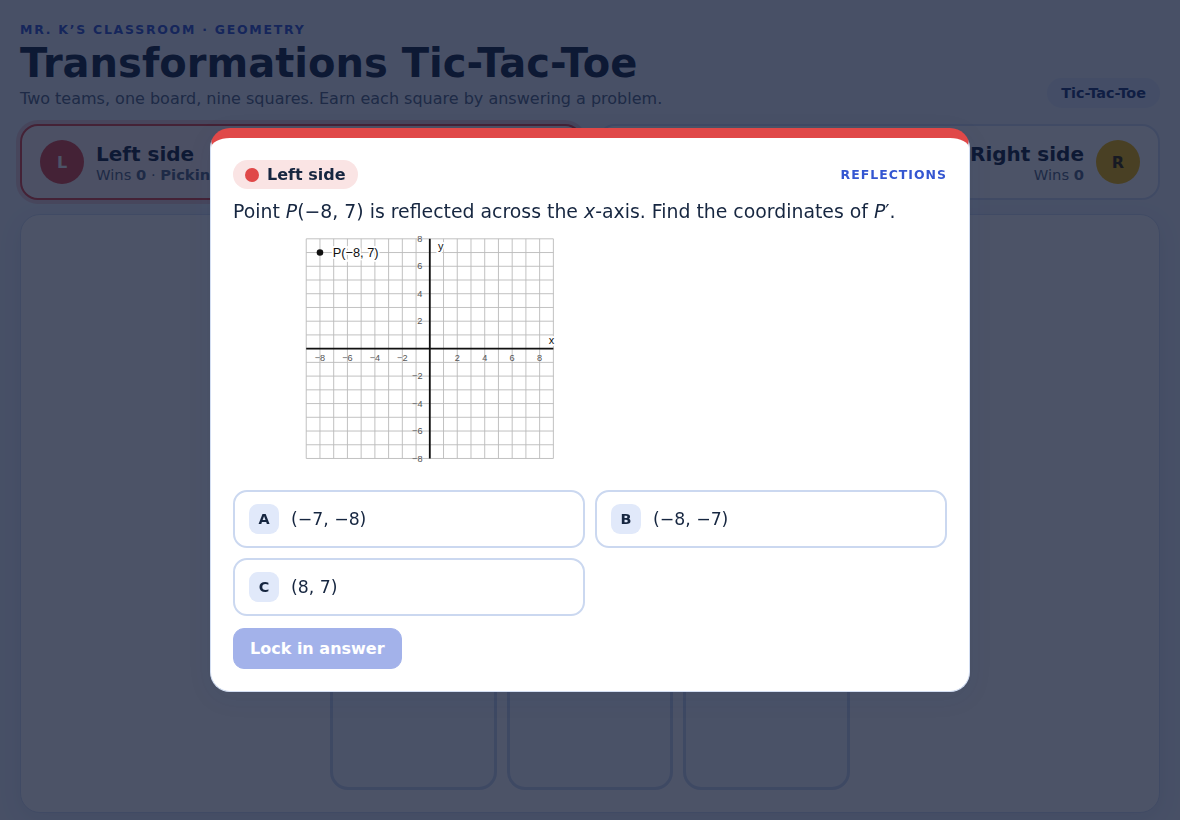 MR. K’S CLASSROOM · GEOMETRY
Transformations Tic-Tac-Toe
Two teams, one board, nine squares. Earn each square by answering a problem.
Tic-Tac-Toe
L
Left side
Wins 0 · Pickin
Right side
Wins 0
R
Left side
REFLECTIONS
Point P(−8, 7) is reflected across the x-axis. Find the coordinates of P′.
8
y
P(−8, 7)
6
4
2
x
−8 −6 −4 −2 2 4 6 8
−2
−4
−6
−8
A (−7, −8)
B (−8, −7)
C (8, 7)
Lock in answer